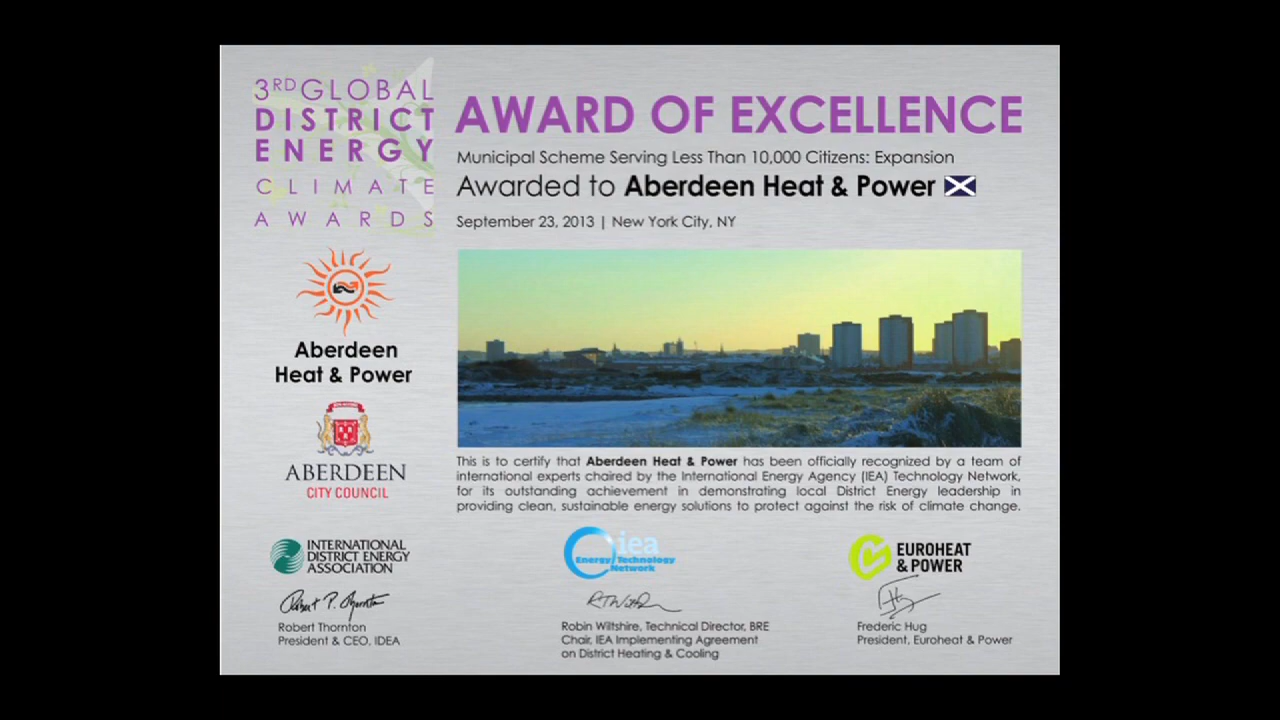 3RD GLOBAL
DISTRICT
ENERGY
CLIMATE
AWARDS
AWARD OF EXCELLENCE
Municipal Scheme Serving Less Than 10,000 Citizens: Expansion
Awarded to Aberdeen Heat & Power
September 23, 2013 | New York City, NY
Aberdeen
Heat & Power
ABERDEEN
CITY COUNCIL
This is to certify that Aberdeen Heat & Power has been officially recognized by a team of
international experts chaired by the International Energy Agency (IEA) Technology Network,
for its outstanding achievement in demonstrating local District Energy leadership in
providing clean, sustainable energy solutions to protect against the risk of climate change.
INTERNATIONAL
DISTRICT ENERGY
ASSOCIATION
Robert Thornton
President & CEO, IDEA
iea
Energy Technology
Network
Robin Wiltshire, Technical Director, BRE
Chair, IEA Implementing Agreement
on District Heating & Cooling
EUROHEAT
& POWER
Frederic Hug
President, Euroheat & Power